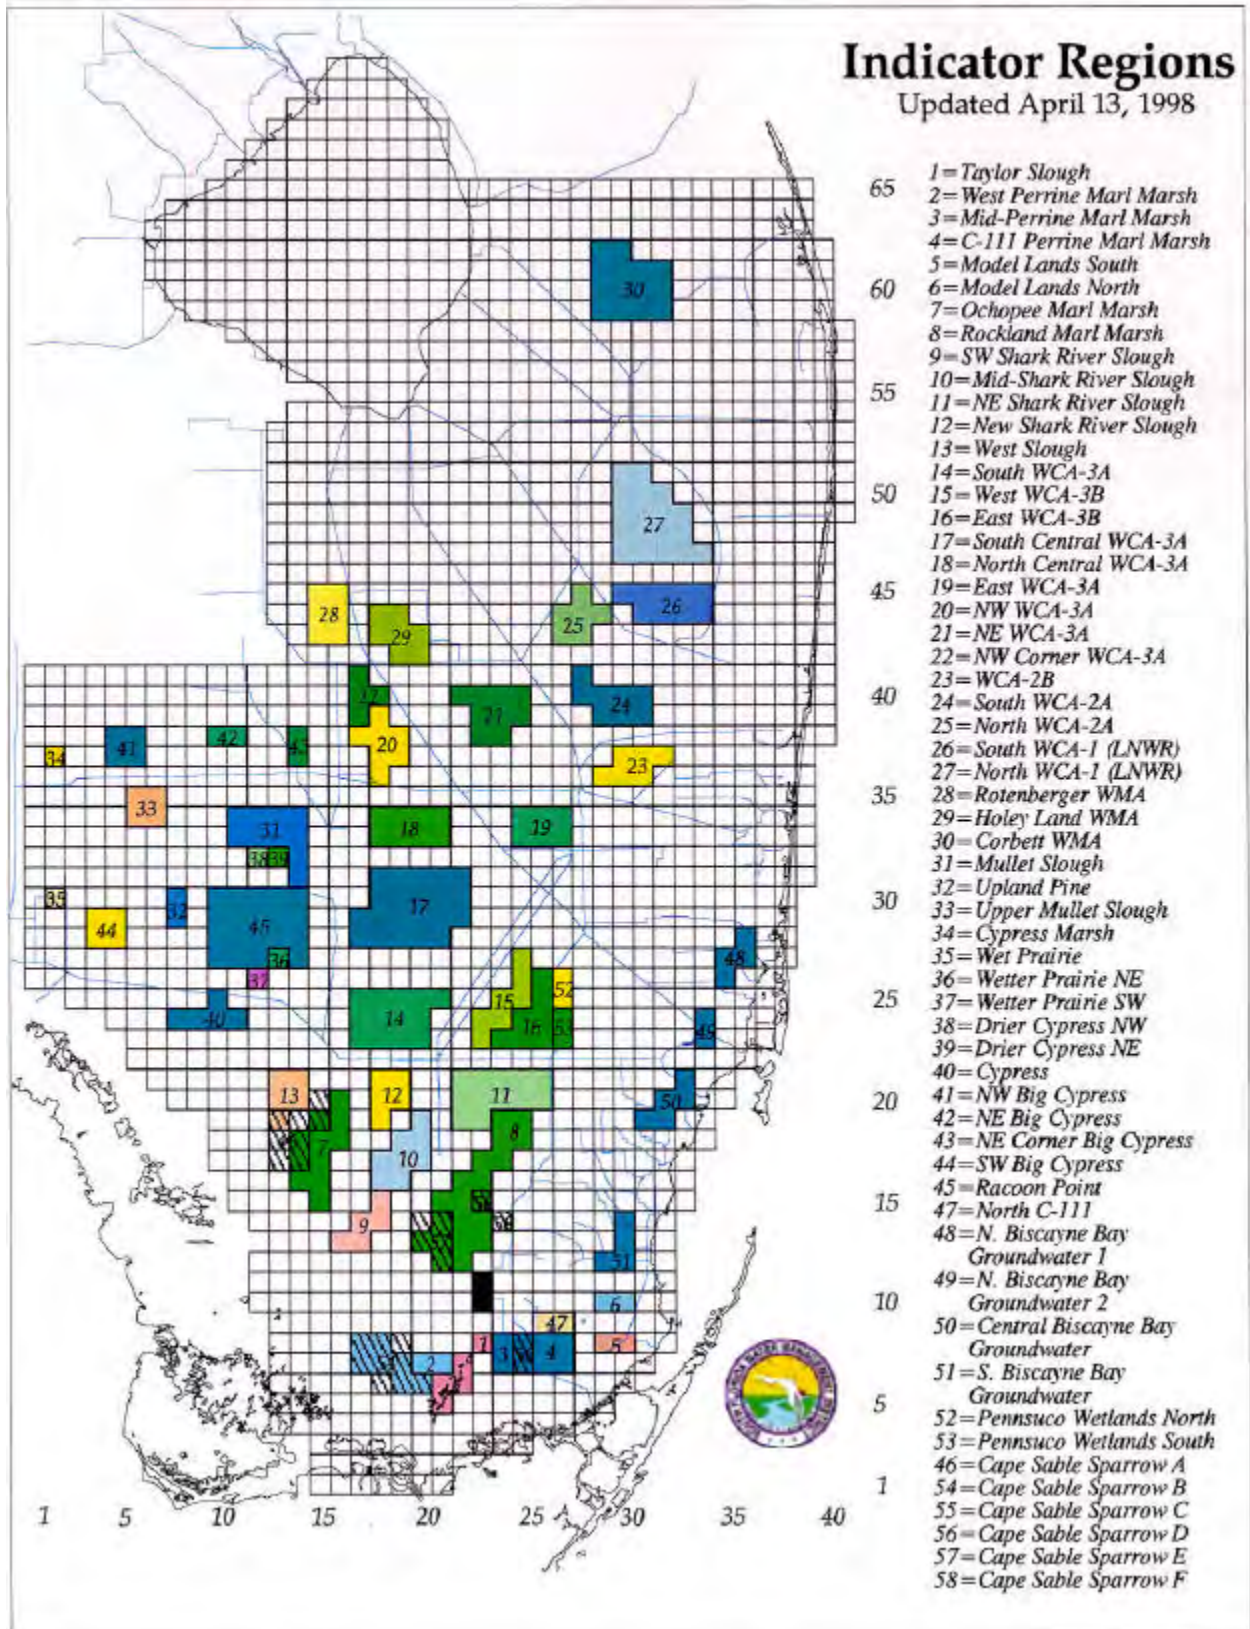 Indicator Regions
Updated April 13, 1998
1=Taylor Slough
2=West Perrine Marl Marsh
3=Mid-Perrine Marl Marsh
4=C-111 Perrine Marl Marsh
5=Model Lands South
6=Model Lands North
7=Ochopee Marl Marsh
8=Rockland Marl Marsh
9=SW Shark River Slough
10=Mid-Shark River Slough
11=NE Shark River Slough
12=New Shark River Slough
13=West Slough
14=South WCA-3A
15=West WCA-3B
16=East WCA-3B
17=South Central WCA-3A
18=North Central WCA-3A
19=East WCA-3A
20=NW WCA-3A
21=NE WCA-3A
22=NW Corner WCA-3A
23=WCA-2B
24=South WCA-2A
25=North WCA-2A
26=South WCA-1 (LNWR)
27=North WCA-1 (LNWR)
28=Rotenberger WMA
29=Holey Land WMA
30=Corbett WMA
31=Mullet Slough
32=Upland Pine
33=Upper Mullet Slough
34=Cypress Marsh
35=Wet Prairie
36=Wetter Prairie NE
37=Wetter Prairie SW
38=Drier Cypress NW
39=Drier Cypress NE
40=Cypress
41=NW Big Cypress
42=NE Big Cypress
43=NE Corner Big Cypress
44=SW Big Cypress
45=Racoon Point
47=North C-111
48=N. Biscayne Bay
Groundwater 1
49=N. Biscayne Bay
Groundwater 2
50=Central Biscayne Bay
Groundwater
51=S. Biscayne Bay
Groundwater
52=Pennsuco Wetlands North
53=Pennsuco Wetlands South
46=Cape Sable Sparrow A
54=Cape Sable Sparrow B
55=Cape Sable Sparrow C
56=Cape Sable Sparrow D
57=Cape Sable Sparrow E
58=Cape Sable Sparrow F
65
60
55
50
45
40
35
30
25
20
15
10
5
1
1 5 10 15 20 25 30 35 40
30
27
28
29
25
26
22
21
24
20
23
34
41
42
43
33
31
18
19
38
39
35
44
32
45
17
36
37
48
40
14
15
16
52
53
49
13
12
11
50
7
10
8
9
51
6
47
1
2
3
4
5